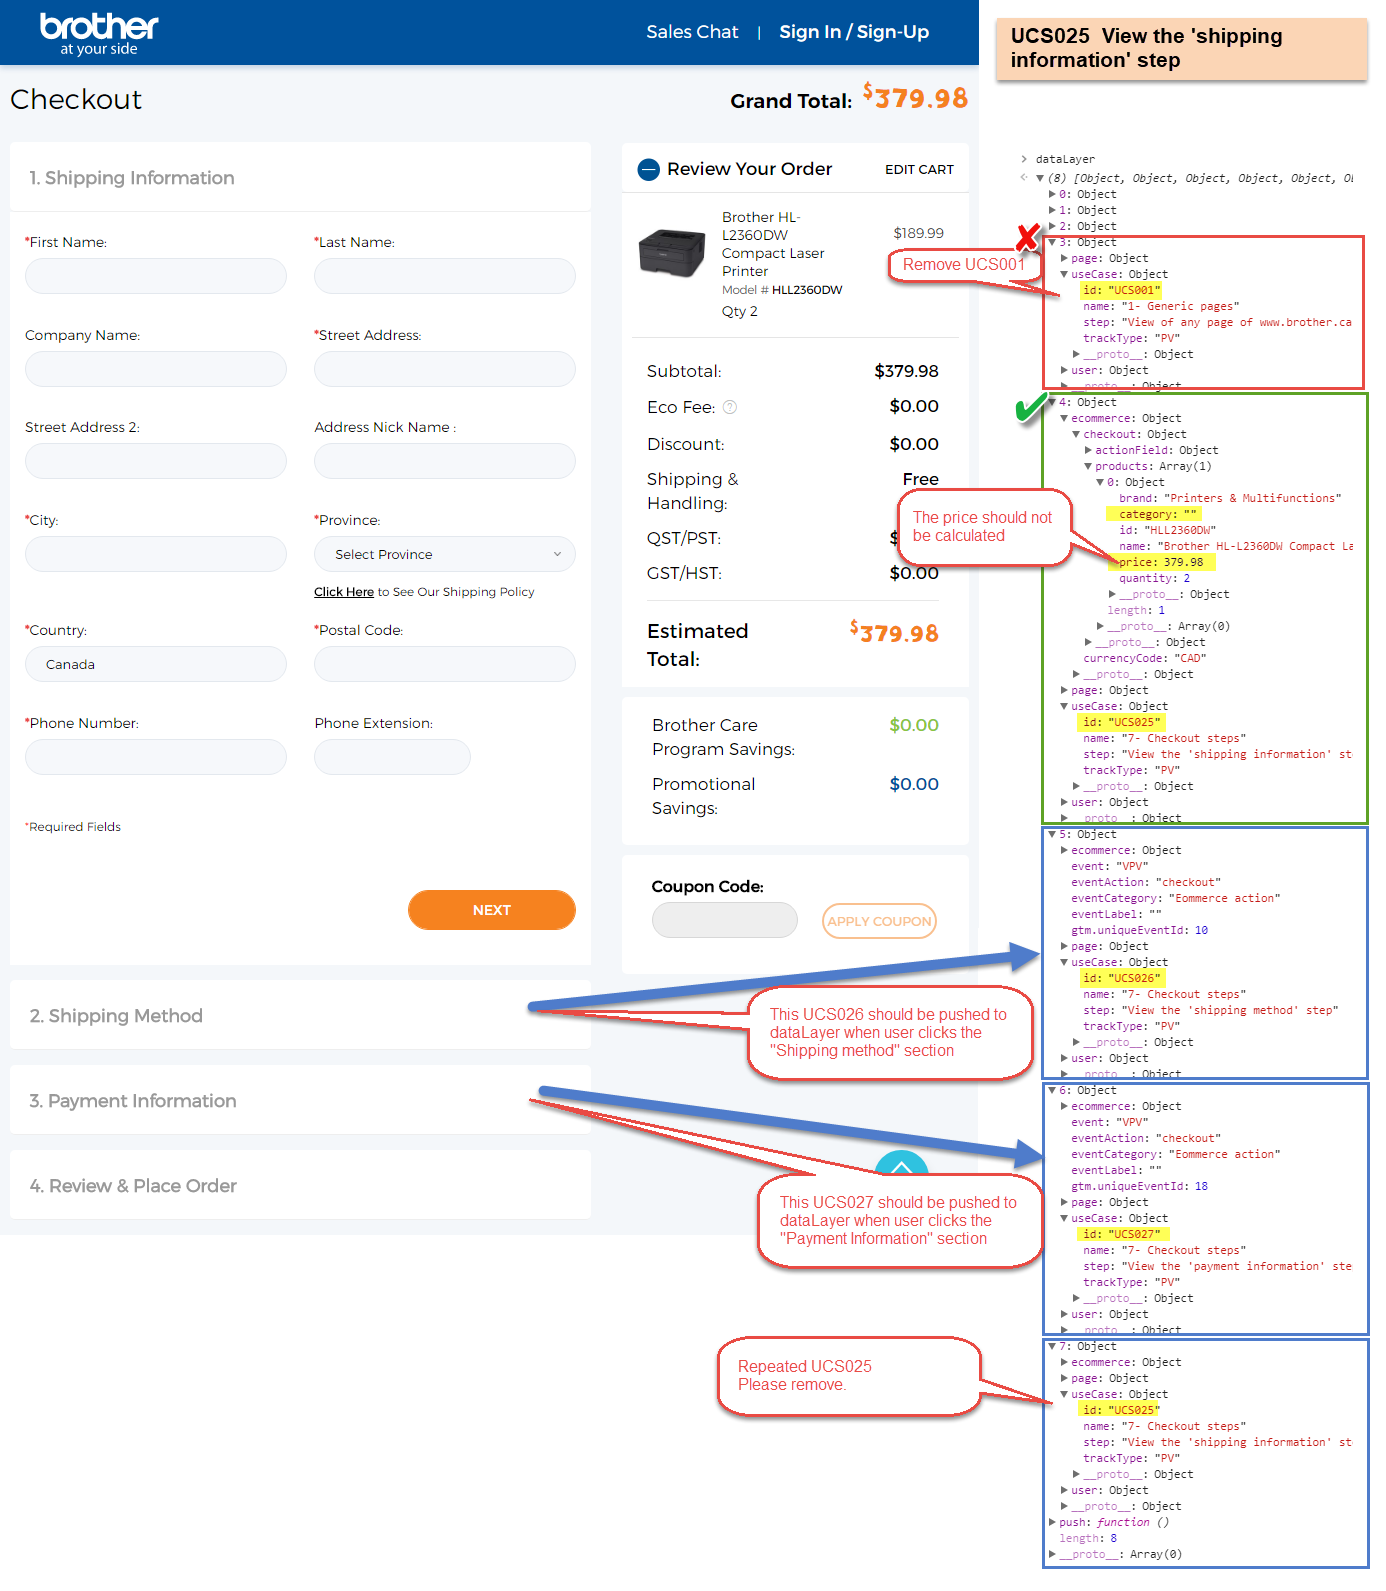 brother
at your side
Sales Chat | Sign In / Sign-Up
UCS025 View the 'shipping
information' step
Checkout
Grand Total: $379.98
1. Shipping Information
*First Name:
*Last Name:
Company Name:
*Street Address:
Street Address 2:
Address Nick Name :
*City:
*Province:
Select Province
Click Here to See Our Shipping Policy
*Country:
*Postal Code:
Canada
*Phone Number:
Phone Extension:
*Required Fields
NEXT
2. Shipping Method
3. Payment Information
4. Review & Place Order
Review Your Order
EDIT CART
Brother HL-
L2360DW
Compact Laser
Printer
$189.99
Model # HLL2360DW
Qty 2
Subtotal: $379.98
Eco Fee: ? $0.00
Discount: $0.00
Shipping &
Handling:
Free
QST/PST: $
GST/HST: $0.00
Estimated
Total:
$379.98
Brother Care
Program Savings:
$0.00
Promotional
Savings:
$0.00
Coupon Code:
APPLY COUPON
Remove UCS001
The price should not
be calculated
This UCS026 should be pushed to
dataLayer when user clicks the
"Shipping method" section
This UCS027 should be pushed to
dataLayer when user clicks the
"Payment Information" section
Repeated UCS025
Please remove.
dataLayer
(8) [Object, Object, Object, Object, Object, Ob
0: Object
1: Object
2: Object
3: Object
page: Object
useCase: Object
id: "UCS001"
name: "1- Generic pages"
step: "View of any page of www.brother.ca
trackType: "PV"
__proto__: Object
user: Object
__proto__: Object
4: Object
ecommerce: Object
checkout: Object
actionField: Object
products: Array(1)
0: Object
brand: "Printers & Multifunctions"
category: ""
id: "HLL2360DW"
name: "Brother HL-L2360DW Compact La
price: 379.98
quantity: 2
__proto__: Object
length: 1
__proto__: Array(0)
__proto__: Object
currencyCode: "CAD"
__proto__: Object
page: Object
useCase: Object
id: "UCS025"
name: "7- Checkout steps"
step: "View the 'shipping information' ste
trackType: "PV"
__proto__: Object
user: Object
__proto__: Object
5: Object
ecommerce: Object
event: "VPV"
eventAction: "checkout"
eventCategory: "Eommerce action"
eventLabel: ""
gtm.uniqueEventId: 10
page: Object
useCase: Object
id: "UCS026"
name: "7- Checkout steps"
step: "View the 'shipping method' step"
trackType: "PV"
__proto__: Object
user: Object
__proto__: Object
6: Object
ecommerce: Object
event: "VPV"
eventAction: "checkout"
eventCategory: "Eommerce action"
eventLabel: ""
gtm.uniqueEventId: 18
page: Object
useCase: Object
id: "UCS027"
name: "7- Checkout steps"
step: "View the 'payment information' step
trackType: "PV"
__proto__: Object
user: Object
__proto__: Object
7: Object
ecommerce: Object
page: Object
useCase: Object
id: "UCS025"
name: "7- Checkout steps"
step: "View the 'shipping information' ste
trackType: "PV"
__proto__: Object
user: Object
__proto__: Object
push: function ()
length: 8
__proto__: Array(0)